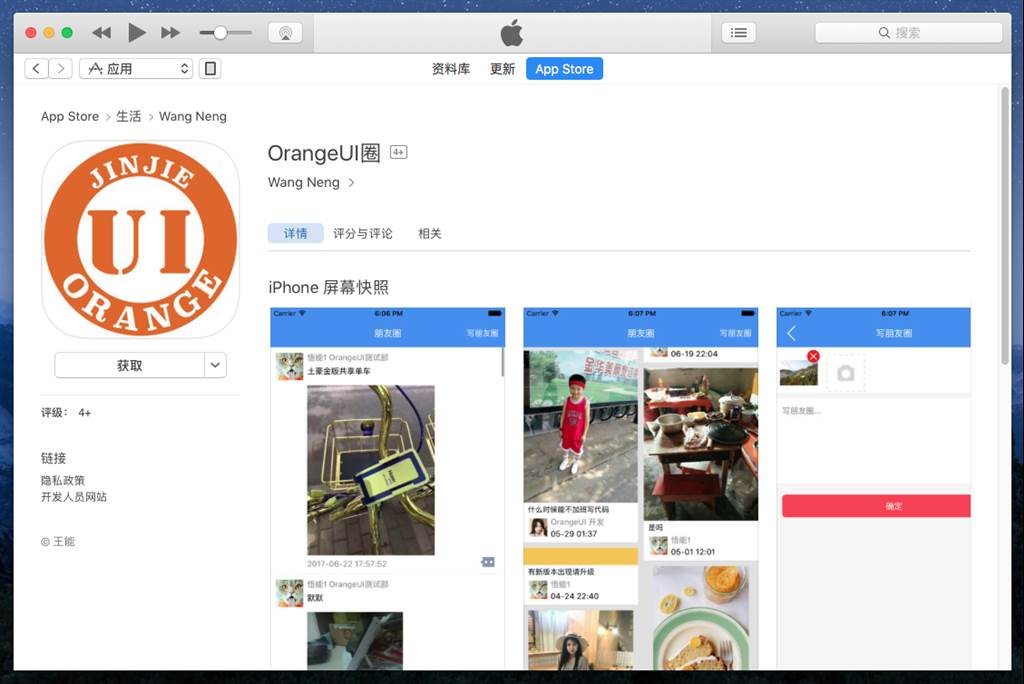 搜索
应用
资料库
更新
App Store
App Store › 生活 › Wang Neng
JINJIE
UI
ORANGE
OrangeUI圈 4+
Wang Neng >
详情
评分与评论
相关
获取
评级： 4+
链接
隐私政策
开发人员网站
© 王能
iPhone 屏幕快照
Carrier 6:06 PM
朋友圈 写朋友圈
悟能1 OrangeUI测试部
土豪金版共享单车
2017-06-22 17:57:52
悟能1 OrangeUI测试部
默默
Carrier 6:07 PM
朋友圈 写朋友圈
什么时候能不加班写代码
OrangeUI 开发
05-29 01:37
有新版本出现请升级
悟能1
04-24 22:40
06-19 22:04
是吗
悟能1
05-01 12:01
Carrier 6:07 PM
写朋友圈
写朋友圈...
确定